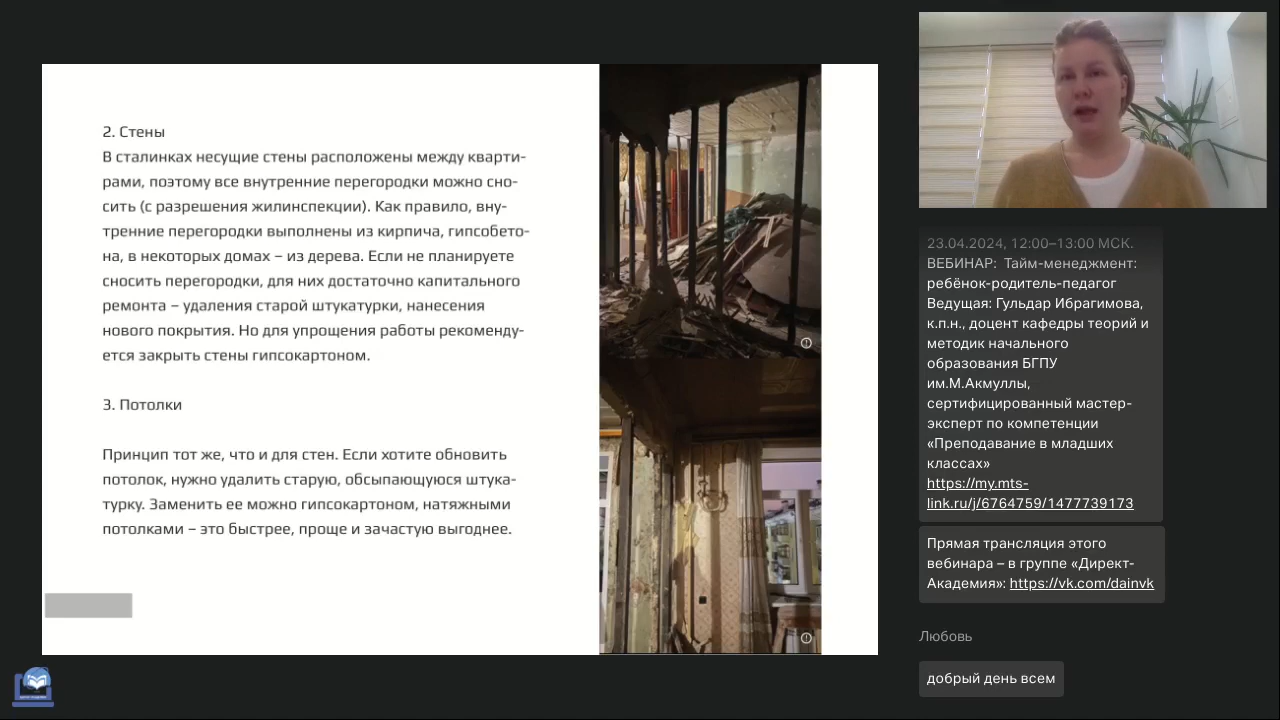 2. Стены
В сталинках несущие стены расположены между кварти-
рами, поэтому все внутренние перегородки можно сно-
сить (с разрешения жилинспекции). Как правило, вну-
тренние перегородки выполнены из кирпича, гипсобето-
на, в некоторых домах – из дерева. Если не планируете
сносить перегородки, для них достаточно капитального
ремонта – удаления старой штукатурки, нанесения
нового покрытия. Но для упрощения работы рекоменду-
ется закрыть стены гипсокартоном.
3. Потолки
Принцип тот же, что и для стен. Если хотите обновить
потолок, нужно удалить старую, обсыпающуюся штука-
турку. Заменить ее можно гипсокартоном, натяжными
потолками – это быстрее, проще и зачастую выгоднее.
23.04.2024, 12:00–13:00 МСК.
ВЕБИНАР: Тайм-менеджмент:
ребёнок-родитель-педагог
Ведущая: Гульдар Ибрагимова,
к.п.н., доцент кафедры теорий и
методик начального
образования БГПУ
им.М.Акмуллы,
сертифицированный мастер-
эксперт по компетенции
«Преподавание в младших
классах»
https://my.mts-
link.ru/j/6764759/1477739173
Прямая трансляция этого
вебинара – в группе «Директ-
Академия»: https://vk.com/dainvk
Любовь
добрый день всем